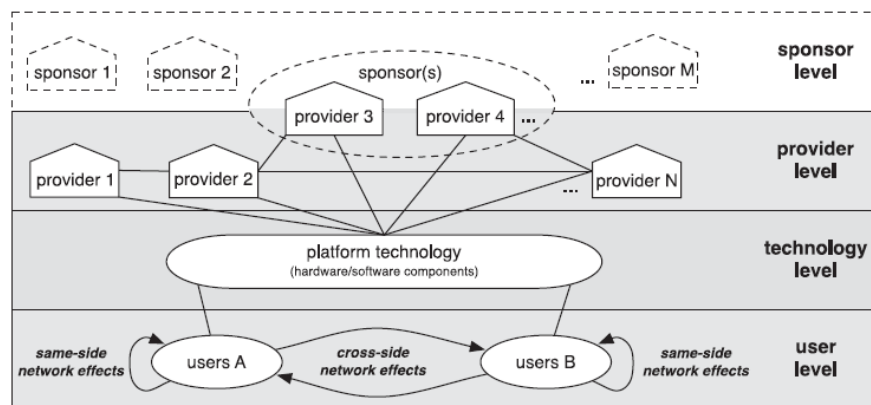 sponsor 1
sponsor 2
sponsor(s)
...
sponsor M
sponsor
level
provider 3
provider 4
...
provider 1
provider 2
...
provider N
provider
level
platform technology
(hardware/software components)
technology
level
same-side
network effects
users A
cross-side
network effects
users B
same-side
network effects
user
level